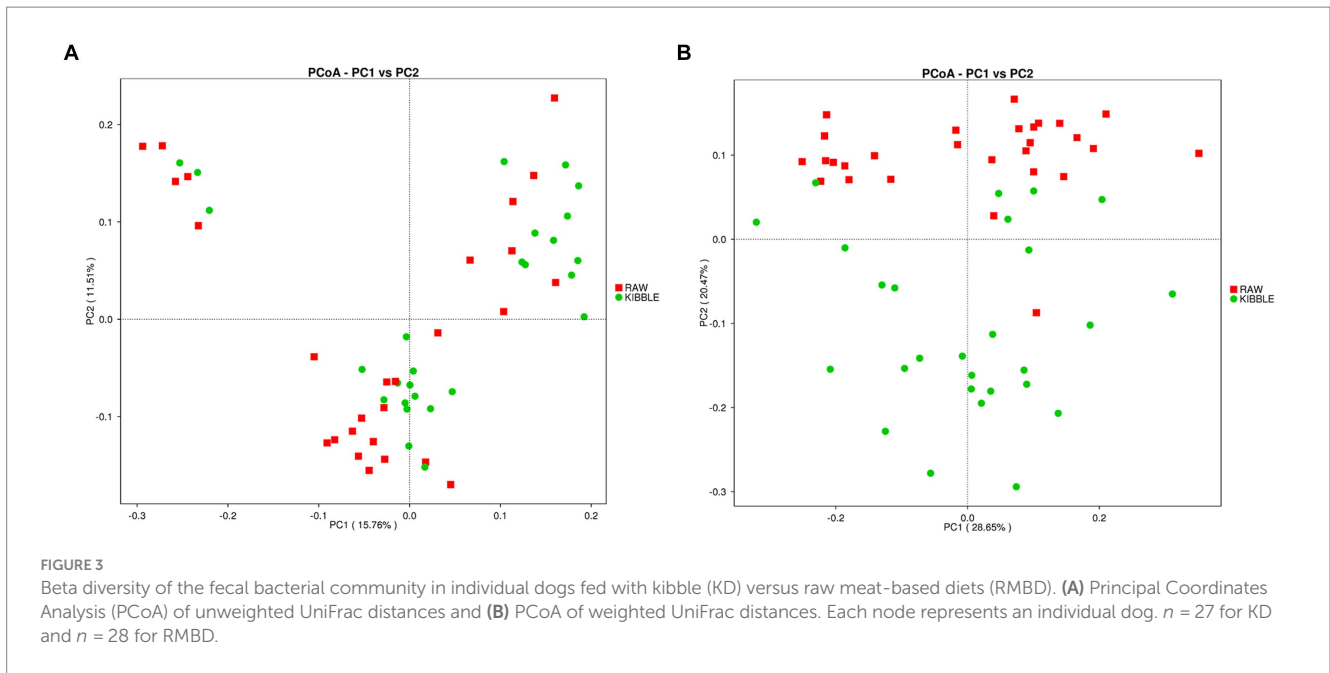 A
PCoA - PC1 vs PC2
0.2
0.1
0.0
-0.1
PC2 ( 11.51%)
-0.3
-0.2
-0.1
0.0
0.1
0.2
PC1 ( 15.76%)
RAW
KIBBLE
B
PCoA - PC1 vs PC2
0.1
0.0
-0.1
-0.2
-0.3
PC2 ( 20.47%)
-0.2
0.0
0.2
PC1 ( 28.65%)
RAW
KIBBLE
FIGURE 3
Beta diversity of the fecal bacterial community in individual dogs fed with kibble (KD) versus raw meat-based diets (RMBD). (A) Principal Coordinates
Analysis (PCoA) of unweighted UniFrac distances and (B) PCoA of weighted UniFrac distances. Each node represents an individual dog. n = 27 for KD
and n = 28 for RMBD.